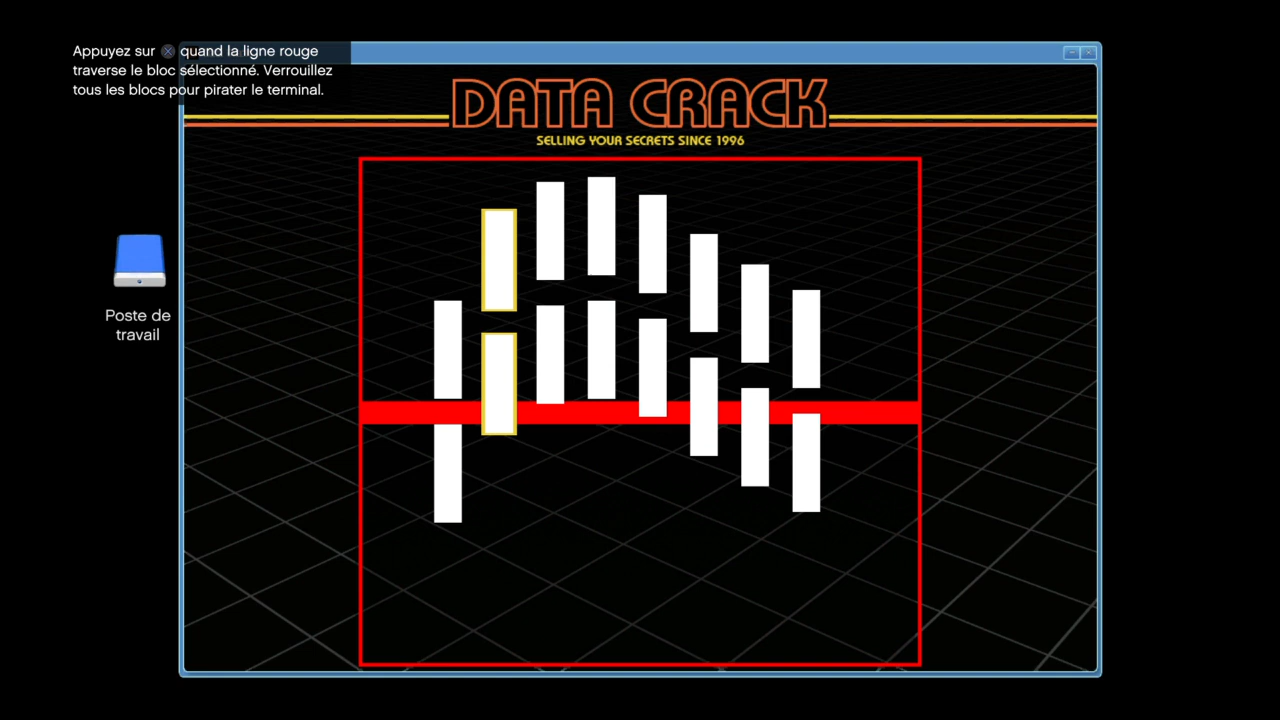 Appuyez sur ⓧ quand la ligne rouge
traverse le bloc sélectionné. Verrouillez
tous les blocs pour pirater le terminal.
DATA CRACK
SELLING YOUR SECRETS SINCE 1996
Poste de
travail